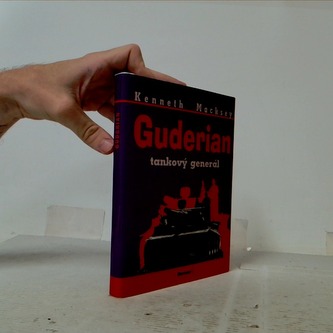 Kenneth Macksey
Guderian
tankový generál